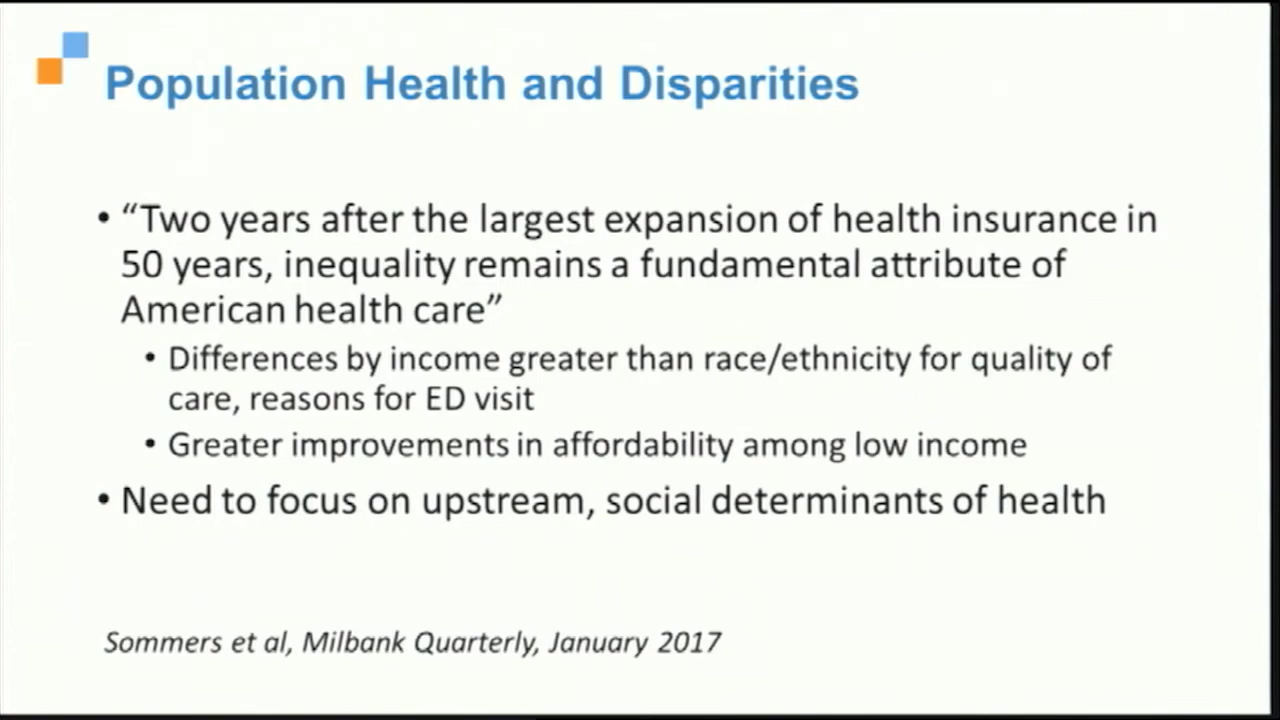 Population Health and Disparities
• “Two years after the largest expansion of health insurance in
50 years, inequality remains a fundamental attribute of
American health care”
• Differences by income greater than race/ethnicity for quality of
care, reasons for ED visit
• Greater improvements in affordability among low income
• Need to focus on upstream, social determinants of health
Sommers et al, Milbank Quarterly, January 2017